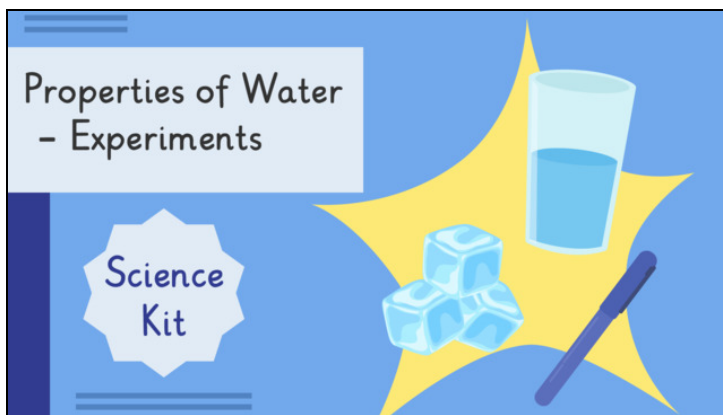 Properties of Water
– Experiments
Science
Kit